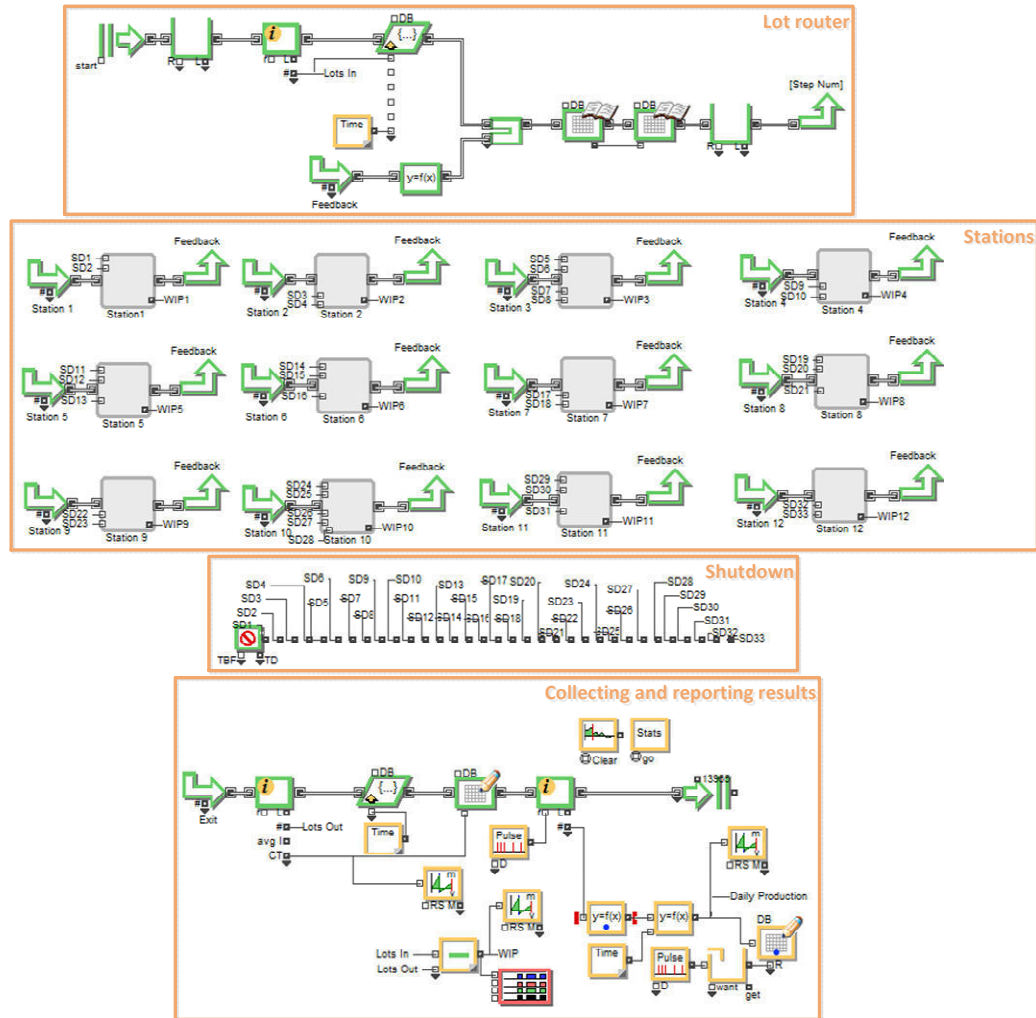 Lot router
DB
{...}
i
start
R L
r L
#
Lots In
[Step Num]
Time
DB
DB
#
y=f(x)
R L
Feedback
Stations
Feedback
Feedback
Feedback
Feedback
SD1
SD2
#
Station 1
Station1
WIP1
#
SD3
SD4
Station 2
Station 2
WIP2
SD5
SD6
#
SD7
SD8
Station 3
Station 3
WIP3
#
SD9
SD10
Station 4
Station 4
WIP4
Feedback
Feedback
Feedback
Feedback
SD11
SD12
#
SD13
Station 5
Station 5
WIP5
SD14
SD15
#
SD16
Station 6
Station 6
WIP6
#
SD17
SD18
Station 7
Station 7
WIP7
SD19
SD20
#
SD21
Station 8
Station 8
WIP8
Feedback
Feedback
Feedback
Feedback
#
SD22
SD23
Station 9
Station 9
WIP9
SD24
SD25
#
SD26
SD27
SD28
Station 10
Station 10
WIP10
SD29
SD30
#
SD31
Station 11
Station 11
WIP11
#
SD32
SD33
Station 12
Station 12
WIP12
Shutdown
SD4 SD6 SD9 SD10 SD13 SD17 SD20 SD24 SD27 SD28
SD3 SD5 SD7 SD11 SD15 SD19 SD23 SD26 SD29
SD2 SD8 SD12 SD14 SD16 SD18 SD22 SD30
SD1 SD21 SD25 SD31
SD32
SD33
TBF TD
Collecting and reporting results
Stats
Clear
go
DB
DB
i
{...}
i
#
Exit
r L
#
Lots Out
avg l
CT
Time
Pulse
D
r L
#
m
RS M
m
RS M
m
RS M
Daily Production
y=f(x)
y=f(x)
DB
Lots In
Lots Out
WIP
Time
Pulse
D
want
get
R